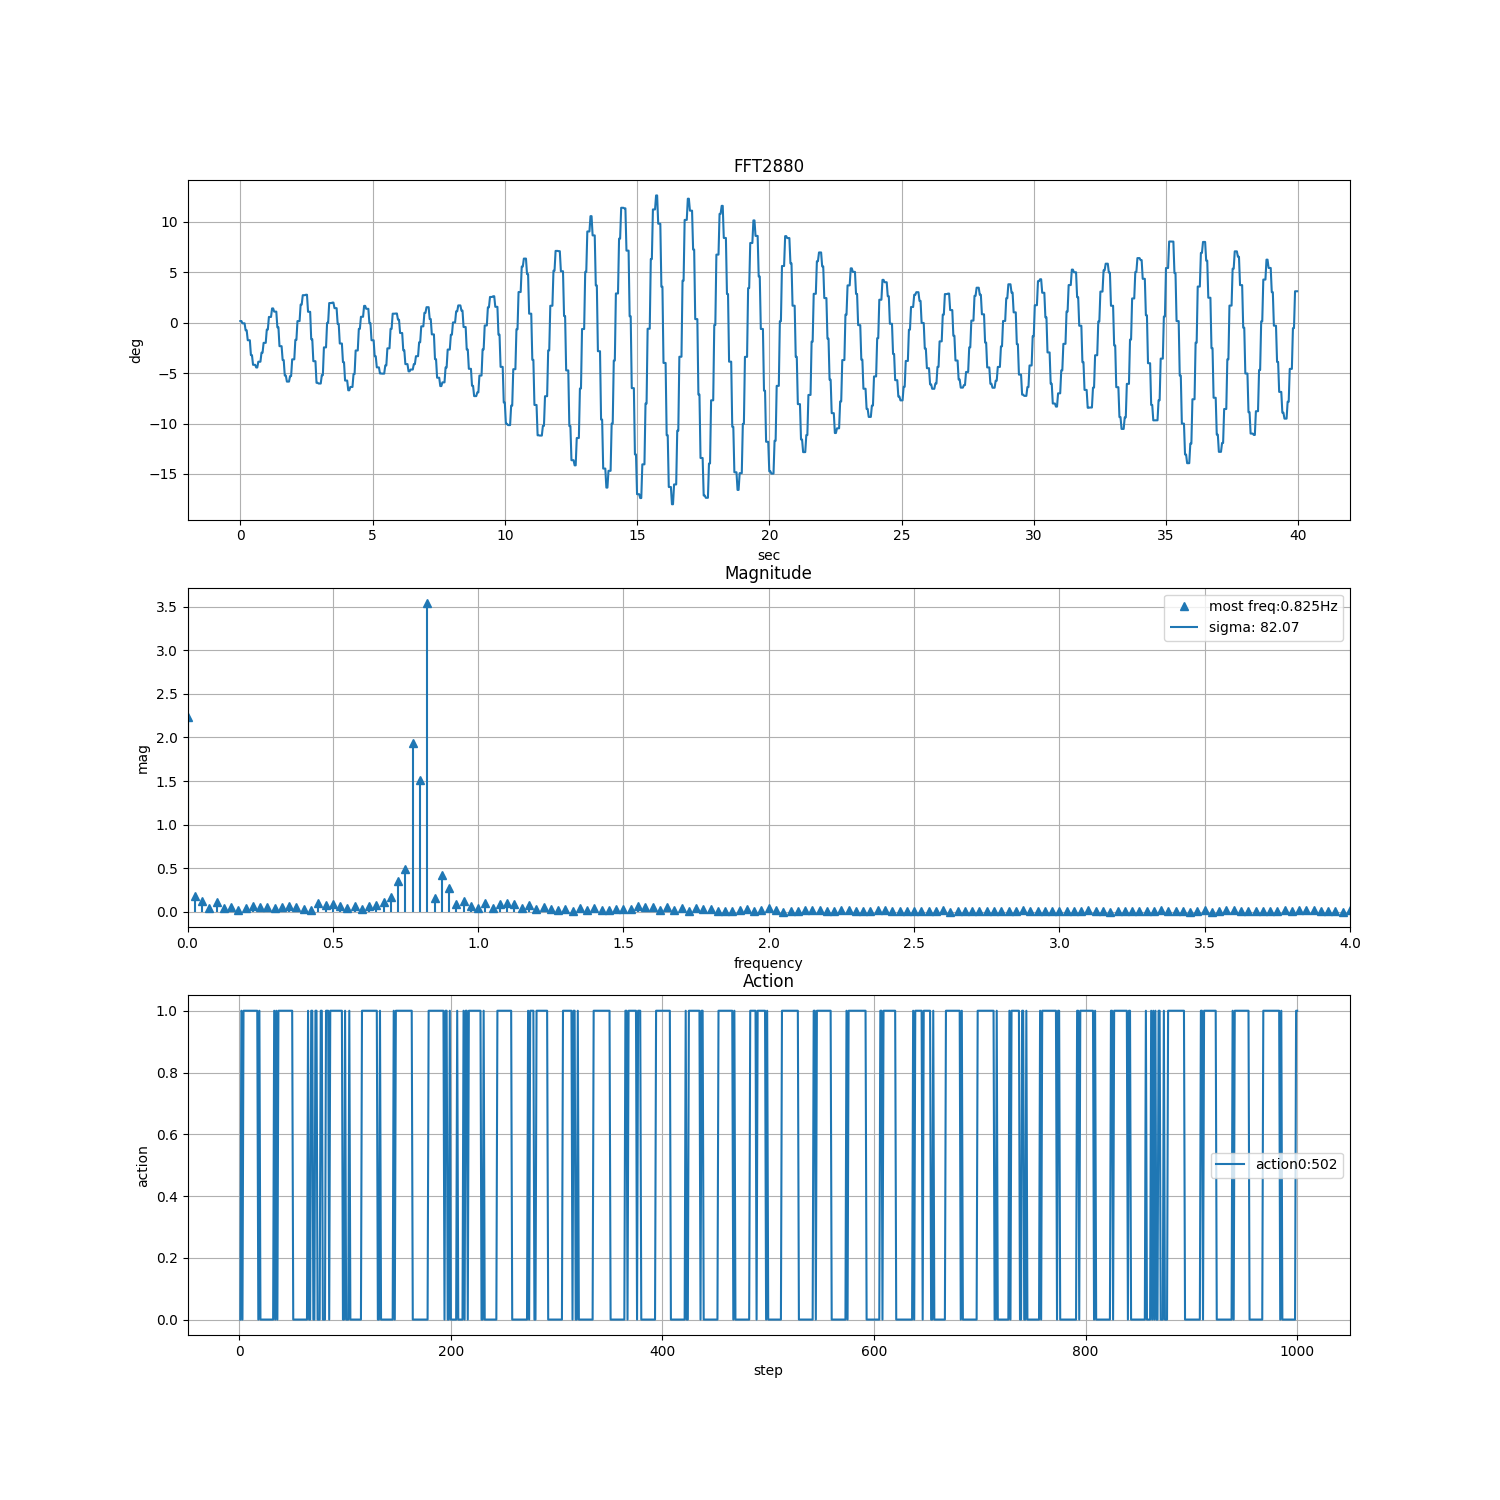 FFT2880
10
5
0
−5
−10
−15
deg
0 5 10 15 20 25 30 35 40
sec
Magnitude
most freq:0.825Hz
sigma: 82.07
3.5
3.0
2.5
2.0
1.5
1.0
0.5
0.0
mag
0.0 0.5 1.0 1.5 2.0 2.5 3.0 3.5 4.0
frequency
Action
1.0
0.8
0.6
0.4
0.2
0.0
action
action0:502
0 200 400 600 800 1000
step